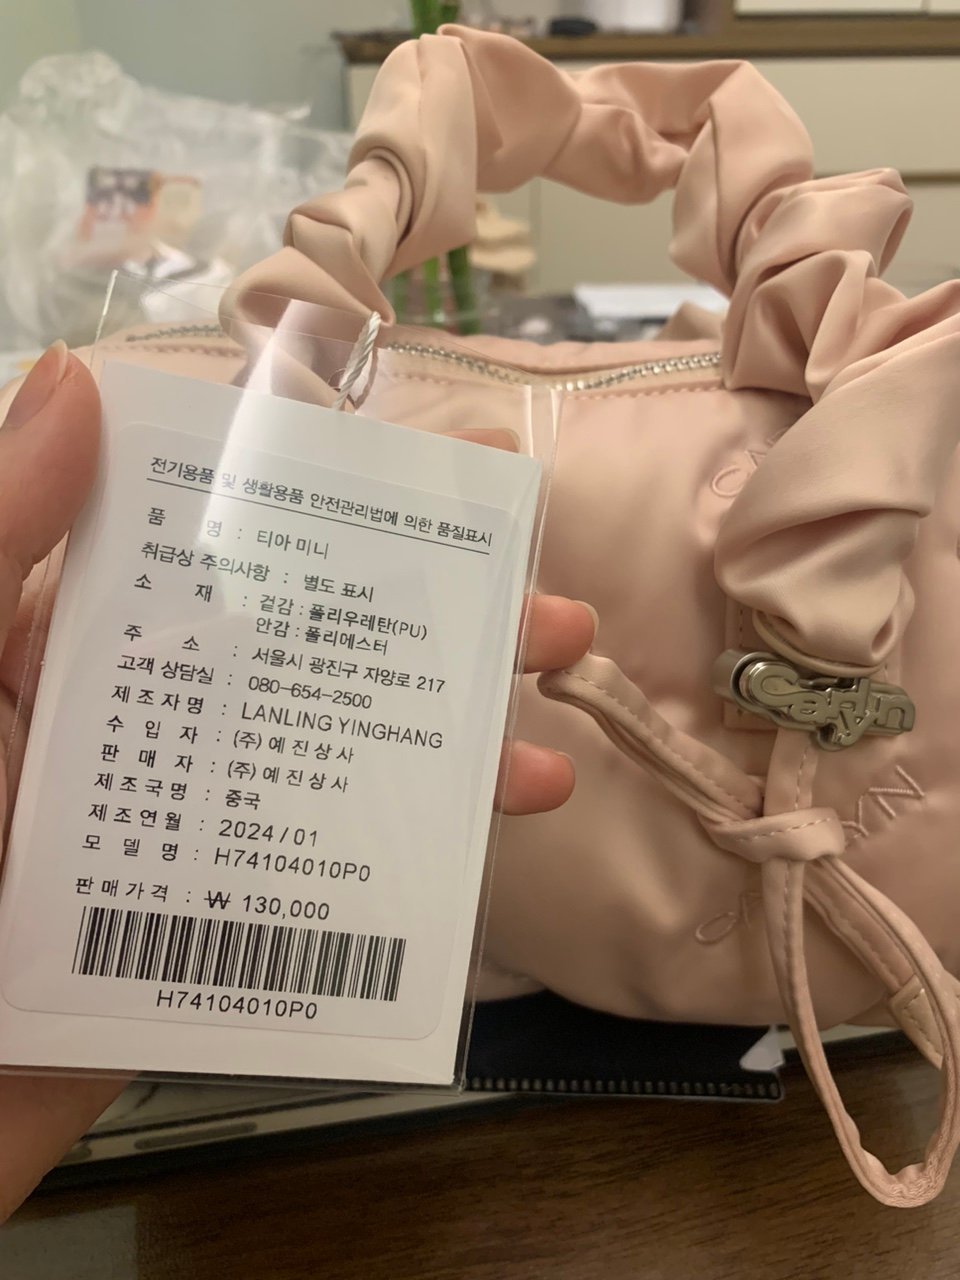 전기용품 및 생활용품 안전관리법에 의한 품질표시
품 명 : 티아 미니
취급상 주의사항 : 별도 표시
소 재 : 겉감 : 폴리우레탄(PU)
안감 : 폴리에스터
주 소 : 서울시 광진구 자양로 217
고객 상담실 : 080-654-2500
제조자명 : LANLING YINGHANG
수 입 자 : (주) 예진상사
판 매 자 : (주) 예진상사
제조국명 : 중국
제조연월 : 2024/01
모 델 명 : H74104010P0
판매가격 : ₩ 130,000
H74104010P0
Carlyn